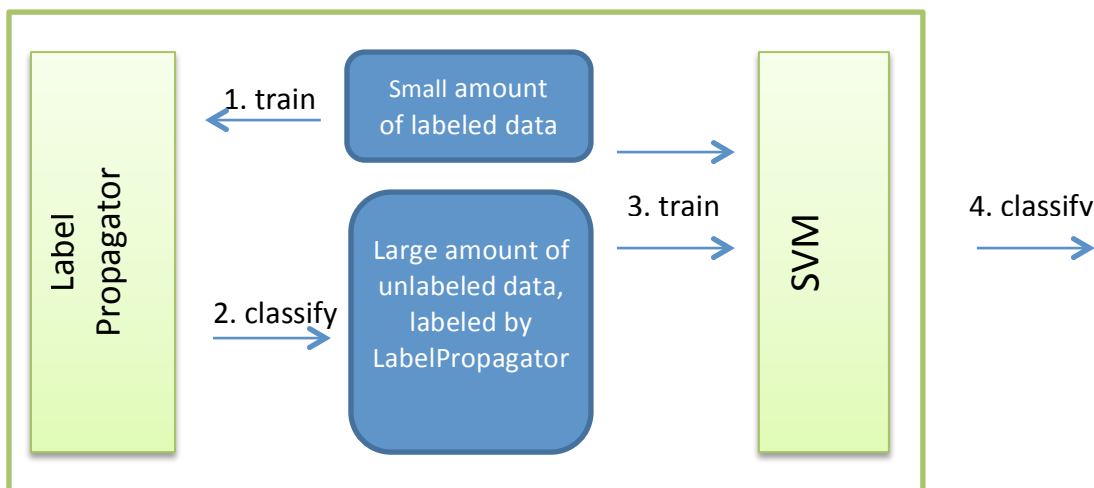 Label
Propagator
1. train
Small amount
of labeled data
2. classify
Large amount of
unlabeled data,
labeled by
LabelPropagator
3. train
SVM
4. classify